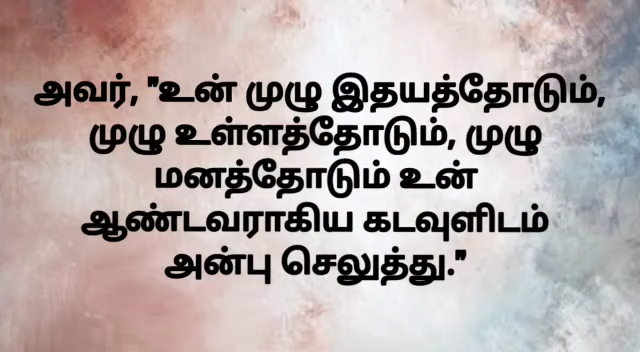 அவர், "உன் முழு இதயத்தோடும்,
முழு உள்ளத்தோடும், முழு
மனத்தோடும் உன்
ஆண்டவராகிய கடவுளிடம்
அன்பு செலுத்து."